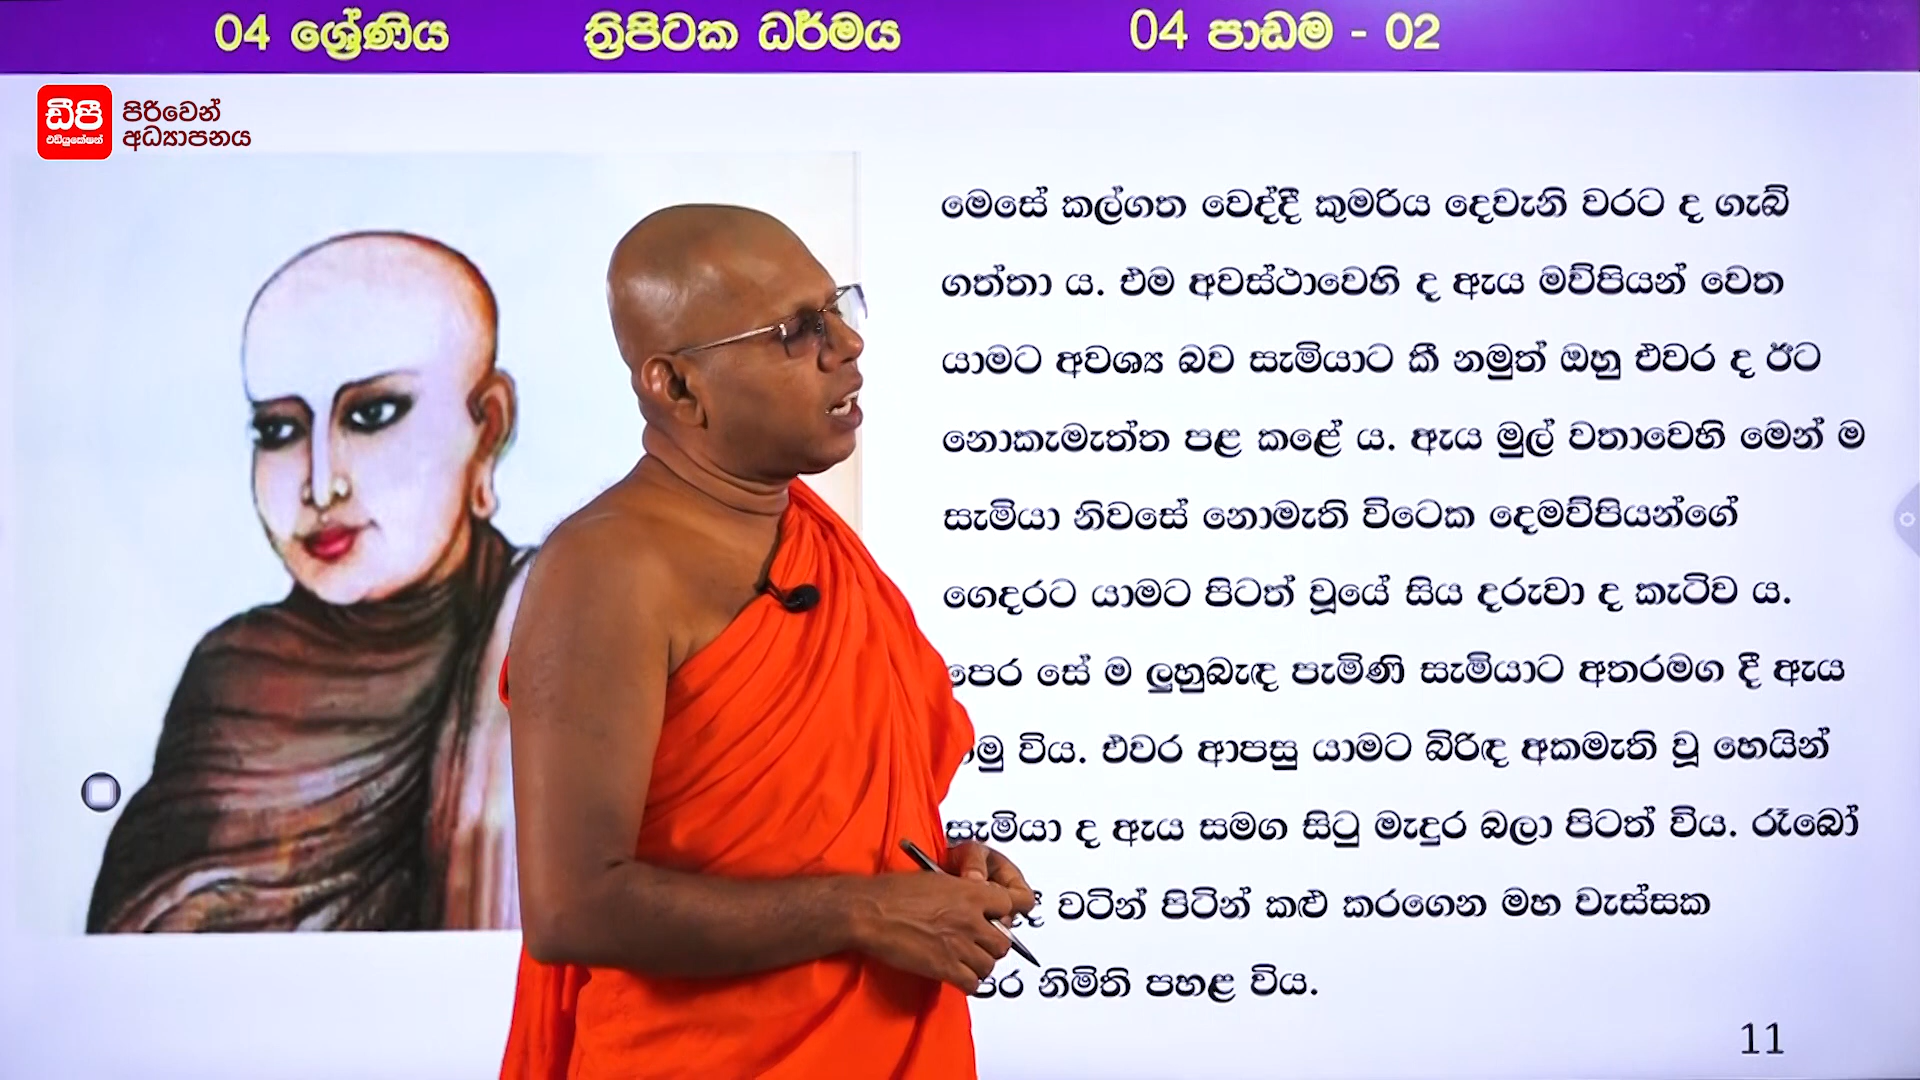 04 ශ්‍රේණිය ත්‍රිපිටක ධර්මය 04 පාඩම - 02
ඩීපී
එඩියුකේෂන්
පිරිවෙන්
අධ්‍යාපනය
මෙසේ කල්ගත වෙද්දී කුමරිය දෙවැනි වරට ද ගැබ්
ගත්තා ය. එම අවස්ථාවෙහි ද ඇය මව්පියන් වෙත
යාමට අවශ්‍ය බව සැමියාට කී නමුත් ඔහු එවර ද ඊට
නොකැමැත්ත පළ කළේ ය. ඇය මුල් වතාවෙහි මෙන් ම
සැමියා නිවසේ නොමැති විටෙක දෙමව්පියන්ගේ
ගෙදරට යාමට පිටත් වූයේ සිය දරුවා ද කැටිව ය.
පෙර සේ ම ලුහුබැඳ පැමිණි සැමියාට අතරමග දී ඇය
විය. එවර ආපසු යාමට බිරිඳ අකමැති වූ හෙයින්
සැමියා ද ඇය සමග සිටු මැදුර බලා පිටත් විය. රෑබෝ
වටින් පිටින් කළු කරගෙන මහ වැස්සක
නිමිති පහළ විය.
11